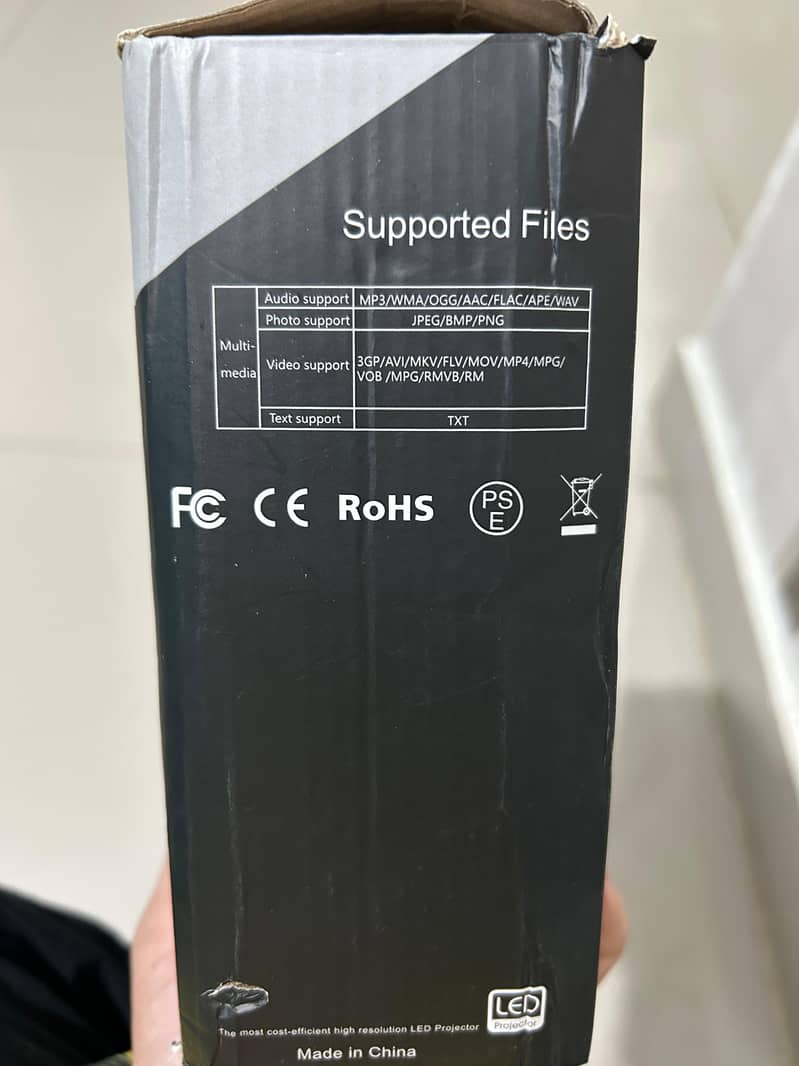 Supported Files
Multi-
media
Audio support MP3/WMA/OGG/AAC/FLAC/APE/WAV
Photo support JPEG/BMP/PNG
Video support 3GP/AVI/MKV/FLV/MOV/MP4/MPG/
VOB /MPG/RMVB/RM
Text support TXT
FC CE RoHS PS
E
LED
Projector
The most cost-efficient high resolution LED Projector
Made in China